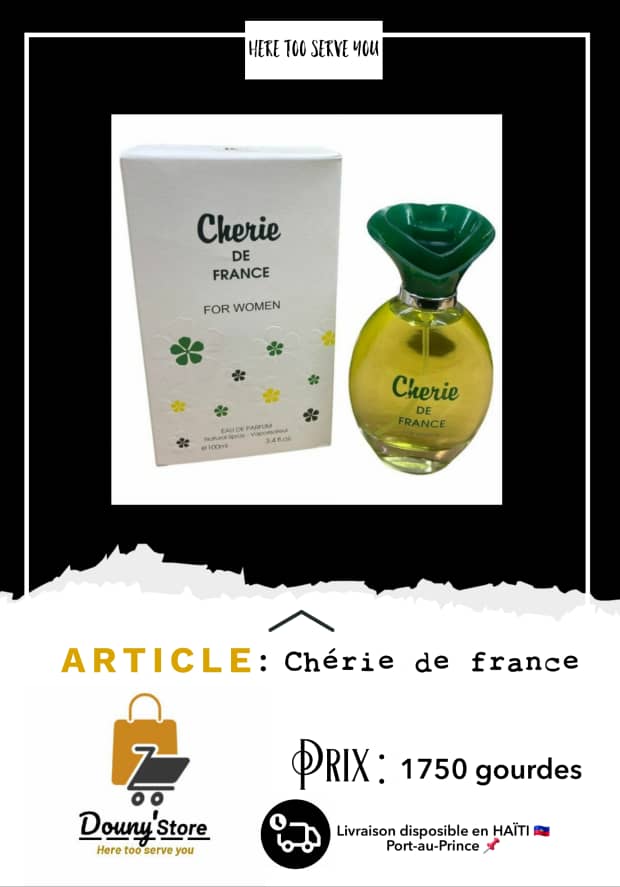 HERE TOO SERVE YOU
Cherie
DE
FRANCE
FOR WOMEN
EAU DE PARFUM
Natural Spray - Vaporisateur
e 100ml 3.4 fl.oz
Cherie
DE
FRANCE
ARTICLE: Chérie de france
PRIX: 1750 gourdes
Douny'Store
Here too serve you
Livraison disposible en HAÏTI 🇭🇹
Port-au-Prince 📌